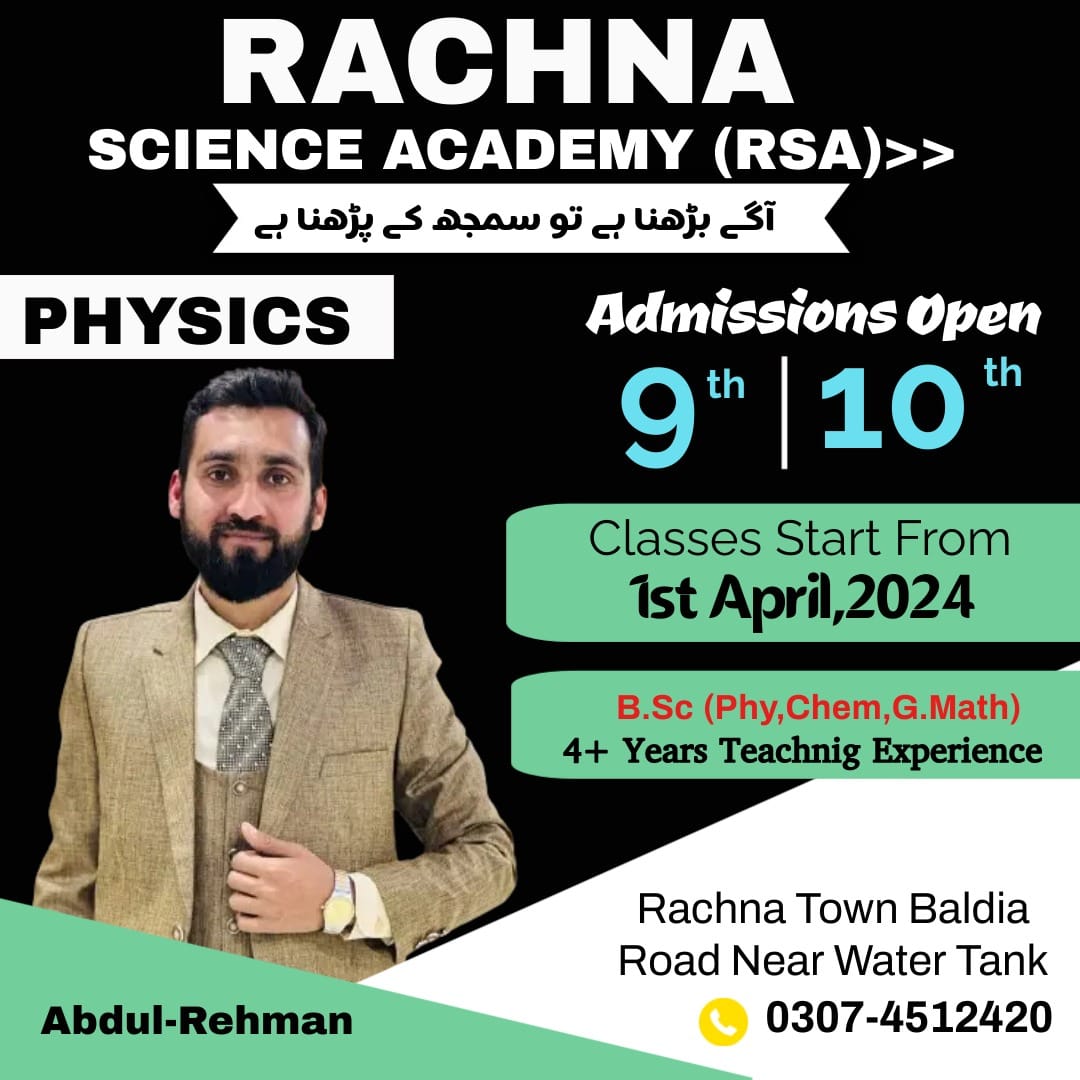 RACHNA
SCIENCE ACADEMY (RSA)>>
آگے بڑھنا ہے تو سمجھ کے پڑھنا ہے
PHYSICS
Admissions Open
9th | 10th
Classes Start From
1st April,2024
B.Sc (Phy,Chem,G.Math)
4+ Years Teachnig Experience
Rachna Town Baldia
Road Near Water Tank
0307-4512420
Abdul-Rehman